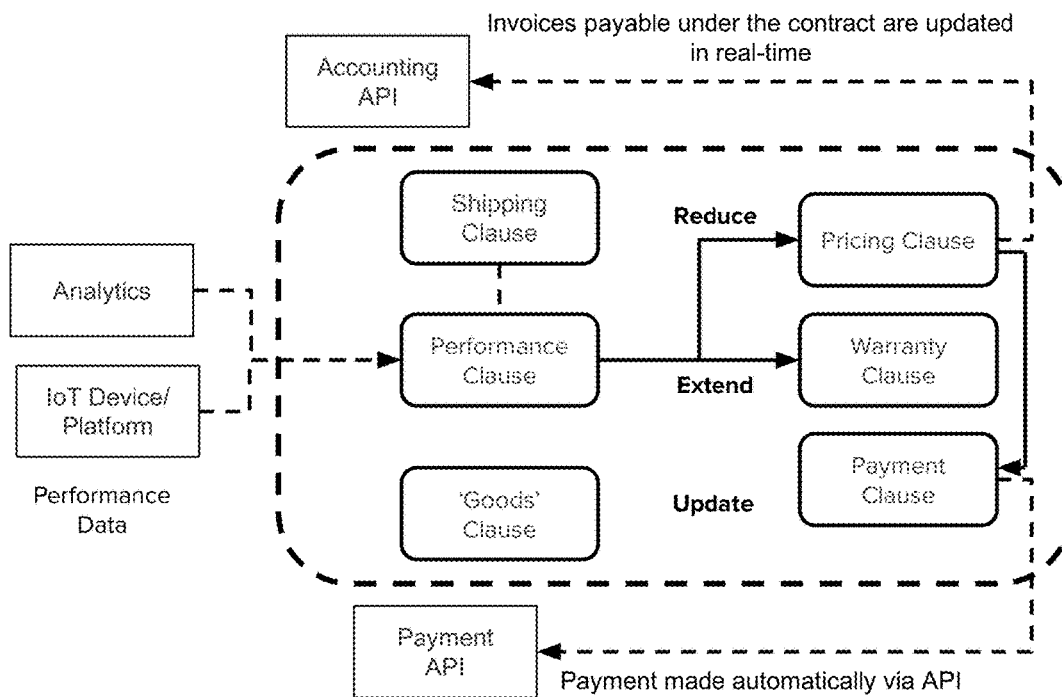 Invoices payable under the contract are updated
in real-time
Accounting
API
Shipping
Clause
Reduce
Pricing Clause
Analytics
Performance
Clause
Extend
Warranty
Clause
IoT Device/
Platform
Performance
Data
'Goods'
Clause
Update
Payment
Clause
Payment
API
Payment made automatically via API